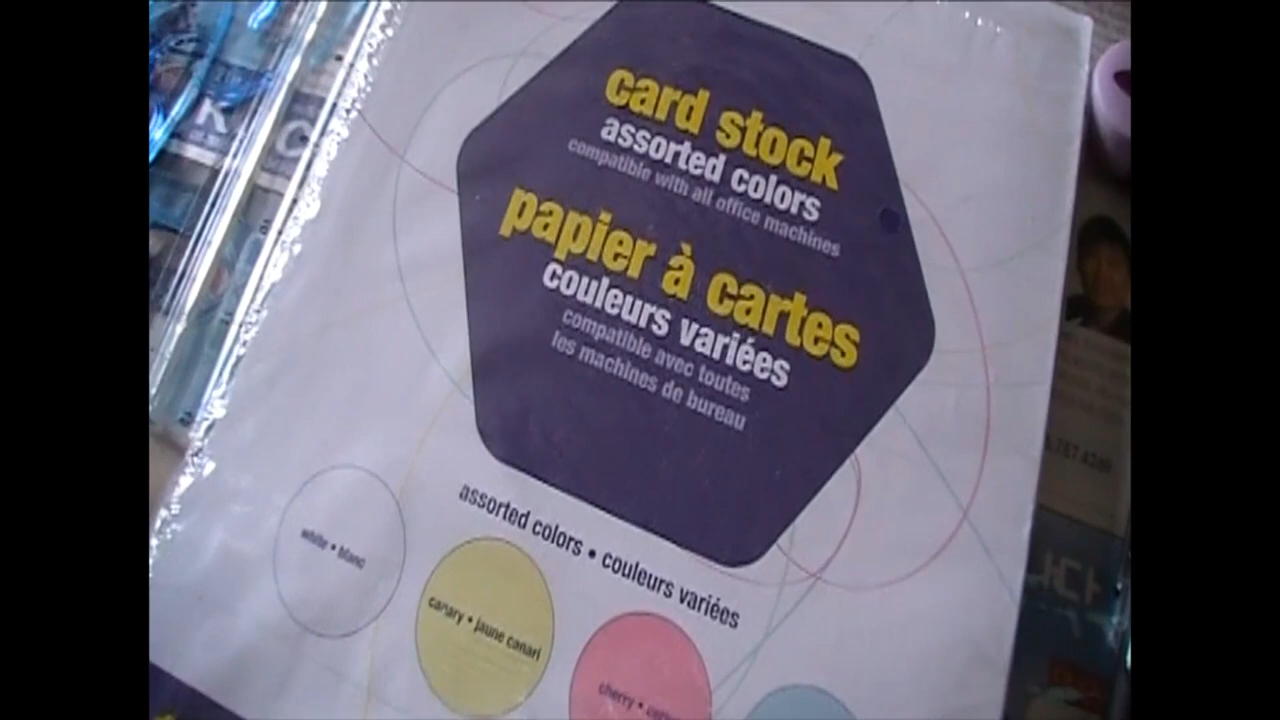 card stock
assorted colors
compatible with all office machines
papier à cartes
couleurs variées
compatible avec toutes
les machines de bureau
assorted colors • couleurs variées
white • blanc
canary • jaune canari
cherry •